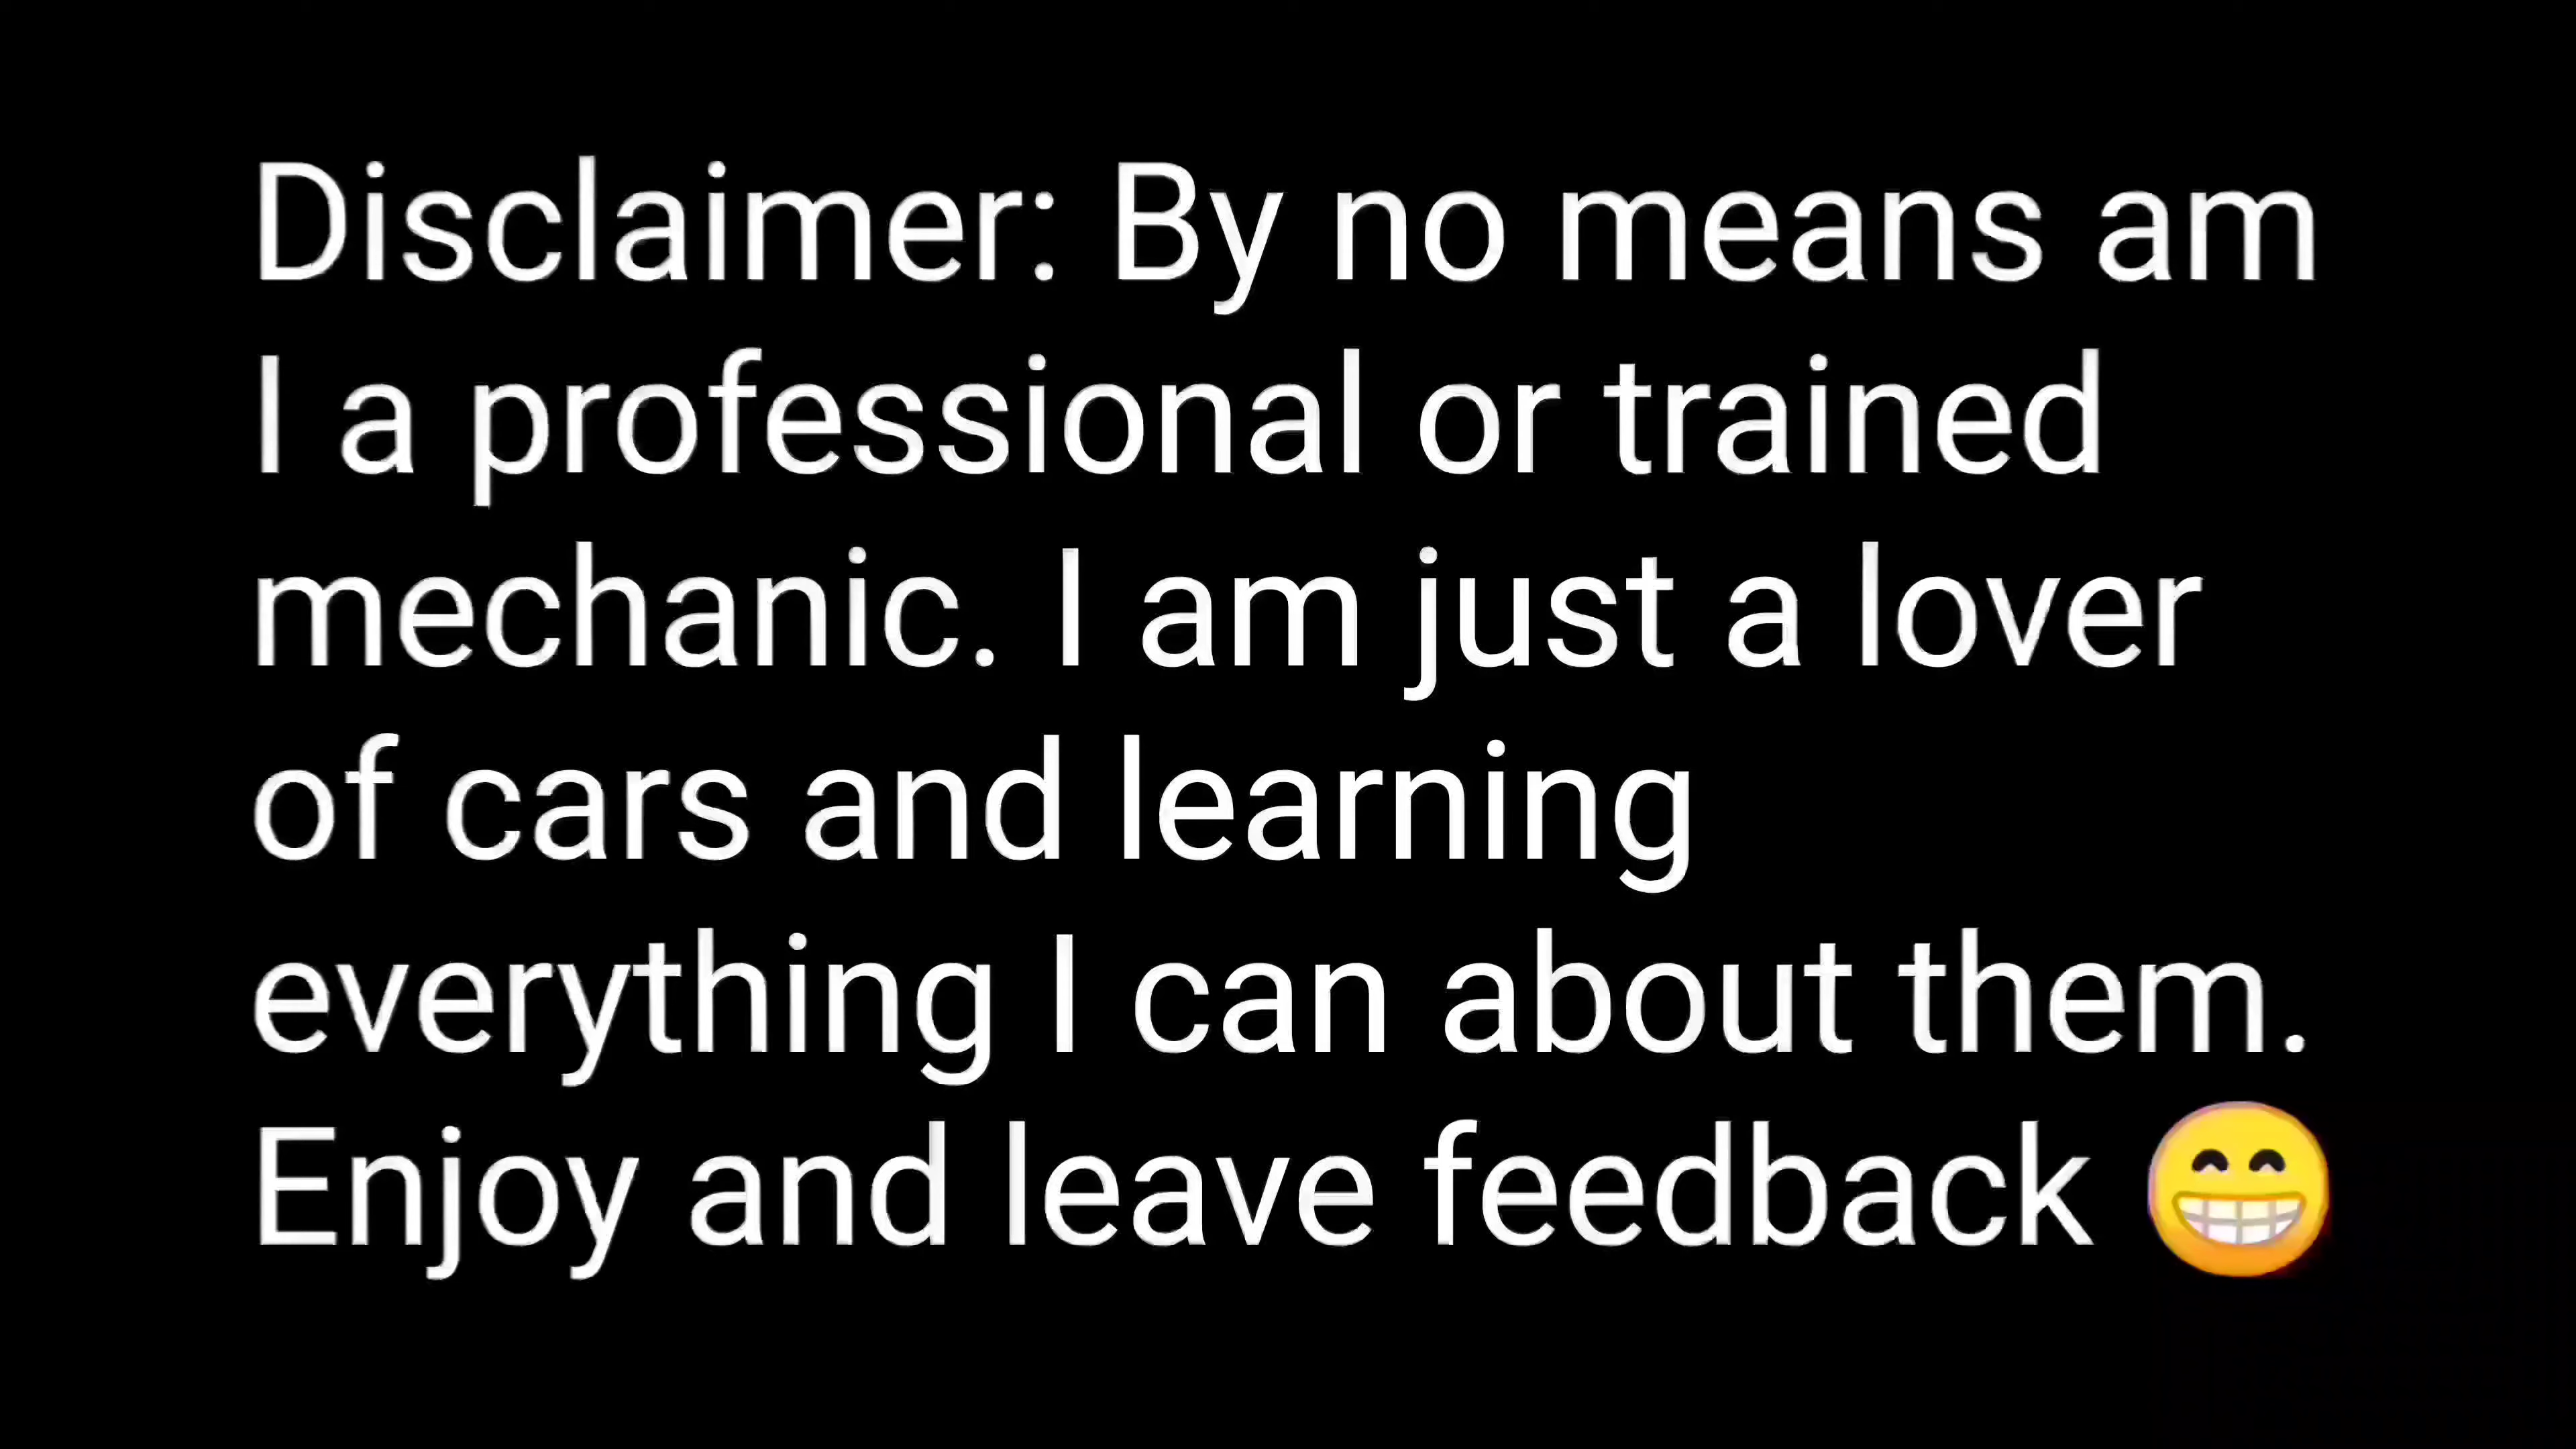 Disclaimer: By no means am
I a professional or trained
mechanic. I am just a lover
of cars and learning
everything I can about them.
Enjoy and leave feedback 😁